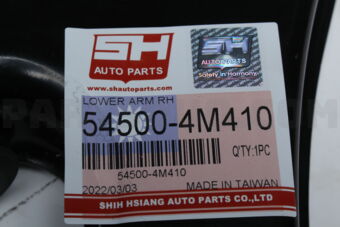 SH
AUTO PARTS
www.shautoparts.com
SH
AUTO PARTS
Safety in Harmony
LOWER ARM RH
54500-4M410
Q'TY:1PC
54500-4M410
2022/03/03
MADE IN TAIWAN
SHIH HSIANG AUTO PARTS CO., LTD.